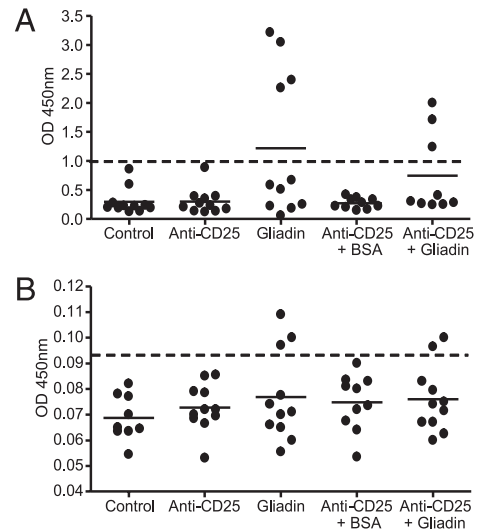 A
OD 450nm
3.5
3.0
2.5
2.0
1.5
1.0
0.5
0.0
Control
Anti-CD25
Gliadin
Anti-CD25
+ BSA
Anti-CD25
+ Gliadin
B
OD 450nm
0.12
0.11
0.10
0.09
0.08
0.07
0.06
0.05
0.04
Control
Anti-CD25
Gliadin
Anti-CD25
+ BSA
Anti-CD25
+ Gliadin